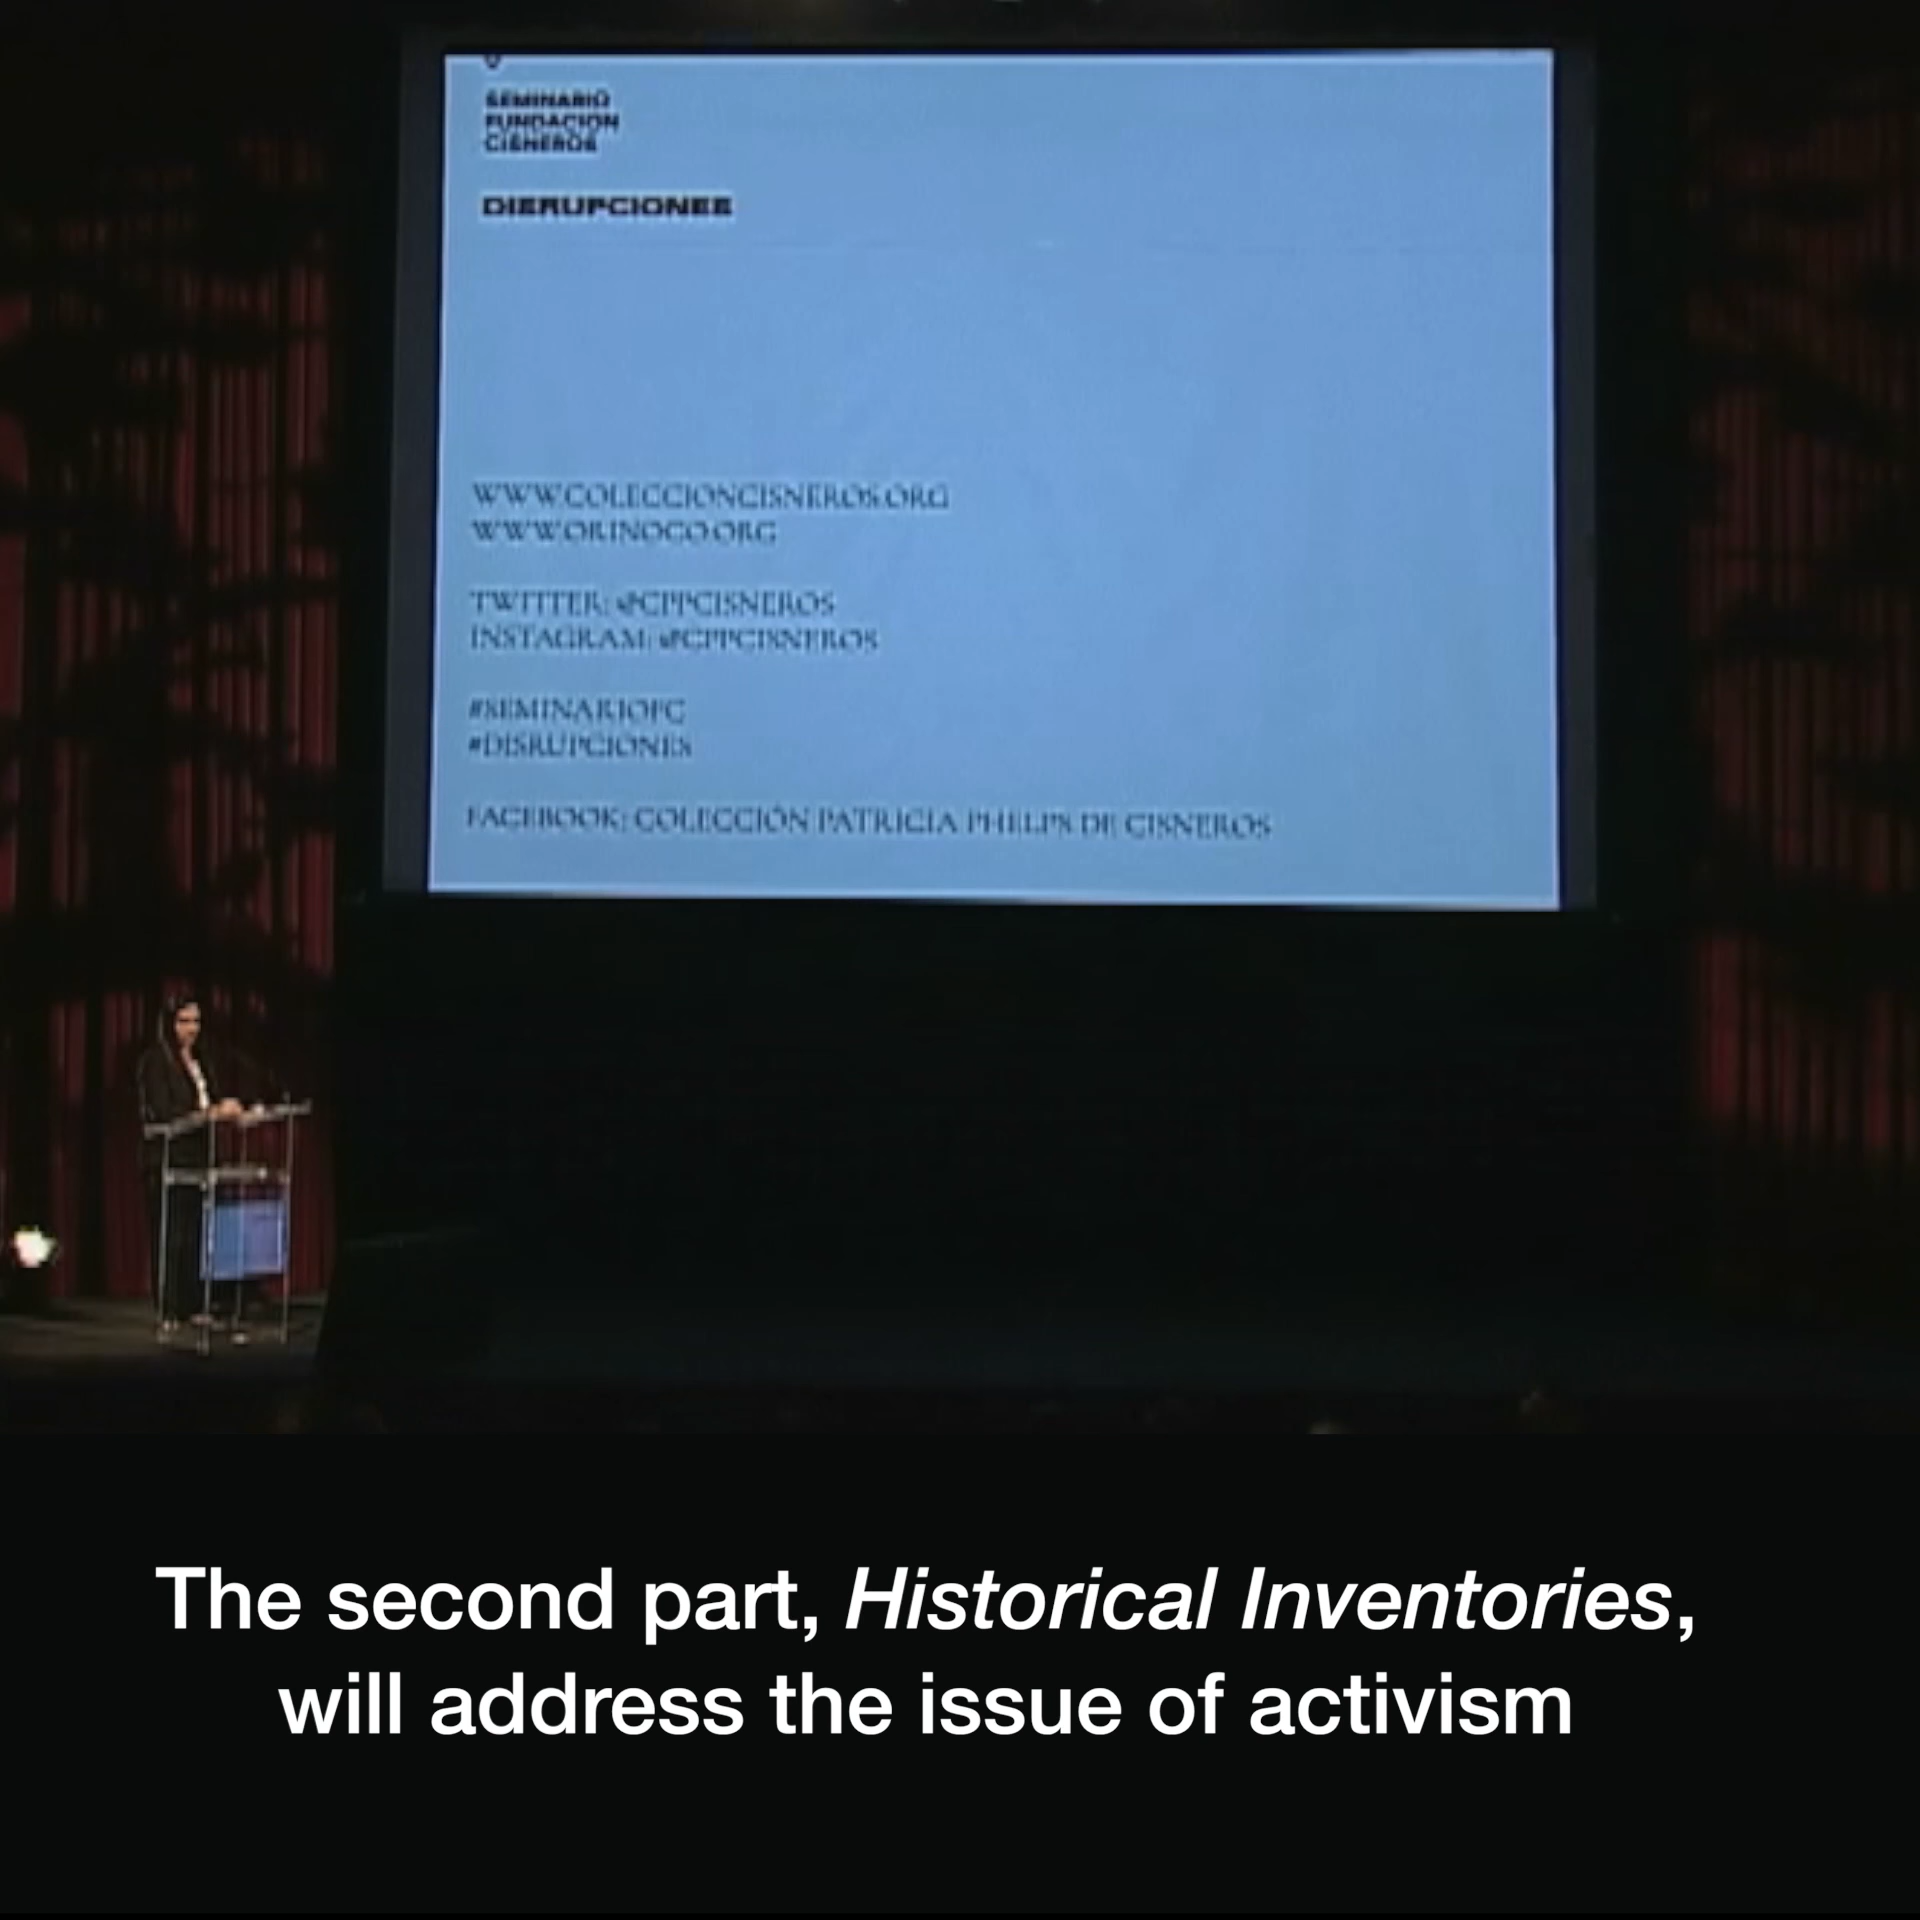 SEMINARIO
FUNDACIÓN
CISNEROS
DISRUPCIONES
WWW.COLECCIONCISNEROS.ORG
WWW.ORINOCO.ORG
TWITTER: @CPPCISNEROS
INSTAGRAM: @CPPCISNEROS
#SEMINARIOFC
#DISRUPCIONES
FACEBOOK: COLECCIÓN PATRICIA PHELPS DE CISNEROS
The second part, Historical Inventories,
will address the issue of activism